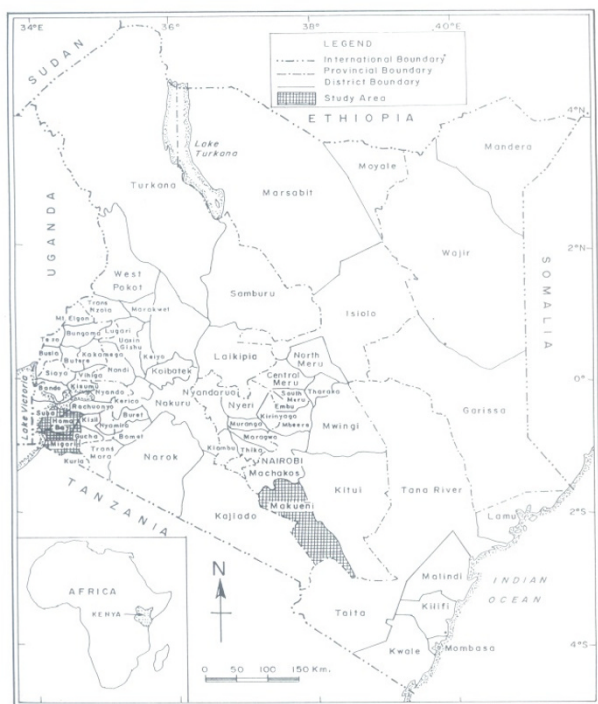 34°E
36°
38°
40°E
LEGEND
International Boundary
Provincial Boundary
District Boundary
Study Area
SUDAN
ETHIOPIA
4°N
Lake
Turkana
Mandera
Moyale
Turkana
Marsabit
UGANDA
Wajir
2°N
SOMALIA
West
Pokot
Samburu
Isiolo
Trans
Nzoia
Marakwet
Mt. Elgon
Bungoma
Lugari
Uasin
Gishu
Teso
Busia
Kakamega
Butere
Keiyo
Laikipia
North
Meru
Siaya
Vihiga
Nandi
Koibatek
Central
Meru
0°
Bondo
Kisumu
Nyando
Nyandarua
Nyeri
South
Meru
Tharaka
Garissa
Lake Victoria
Rachuonyo
Kericho
Nakuru
Embu
Kirinyaga
Mbeere
Suba
Homa
Bay
Kisii
Nyamira
Buret
Muranga
Mwingi
Migori
Gucha
Bomet
Maragwa
Kiambu
Thika
Trans
Mara
Narok
NAIROBI
Machakos
Kuria
Kitui
Tana River
TANZANIA
Makueni
Kajiado
Lamu
2°S
Malindi
INDIAN
OCEAN
AFRICA
KENYA
N
Kilifi
Taita
Kwale
Mombasa
4°S
0 50 100 150 Km.